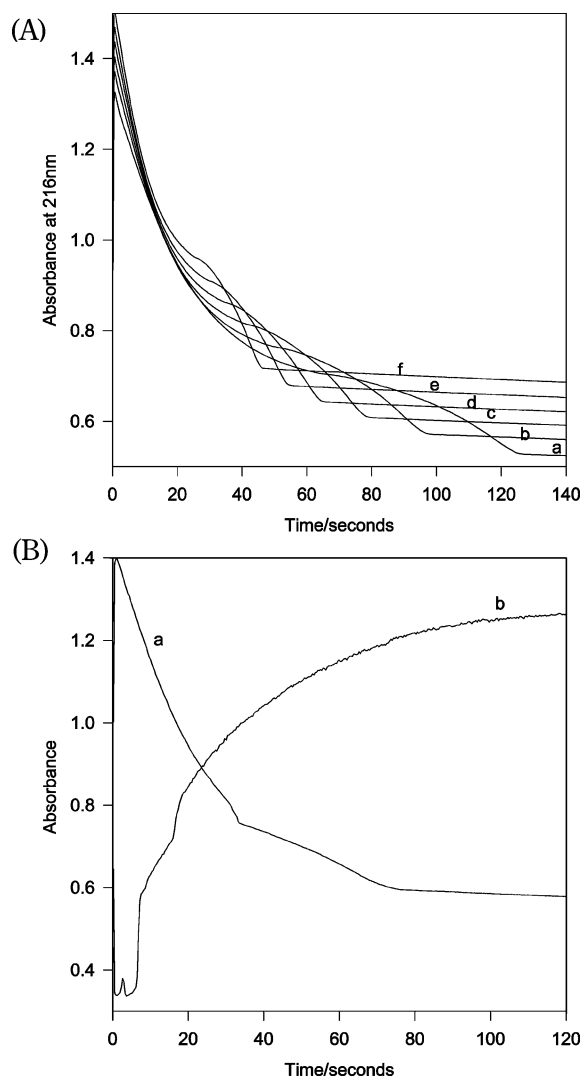 (A)
1.4
1.2
1.0
0.8
0.6
Absorbance at 216nm
f
e
d
c
b
a
0 20 40 60 80 100 120 140
Time/seconds
(B)
1.4
1.2
1.0
0.8
0.6
0.4
Absorbance
a
b
0 20 40 60 80 100 120
Time/seconds